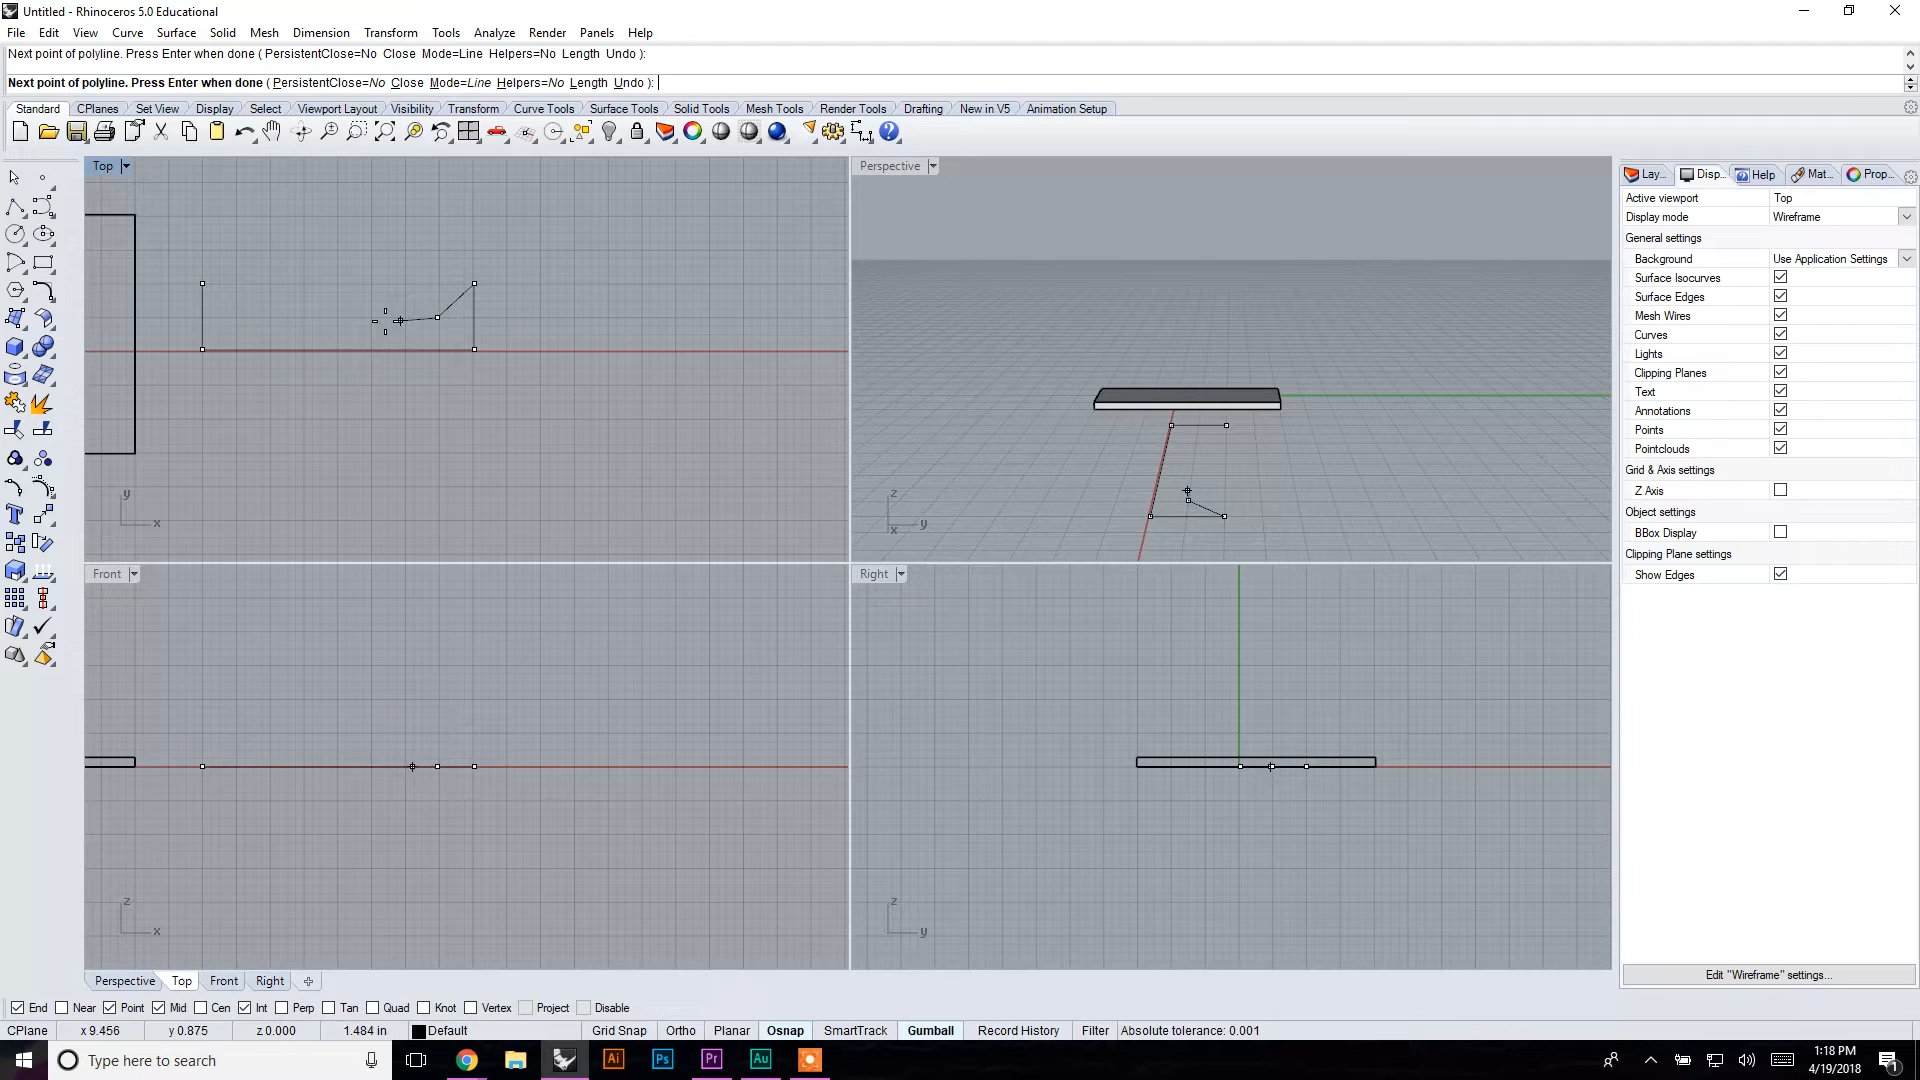 Untitled - Rhinoceros 5.0 Educational
File Edit View Curve Surface Solid Mesh Dimension Transform Tools Analyze Render Panels Help
Next point of polyline. Press Enter when done ( PersistentClose=No Close Mode=Line Helpers=No Length Undo ):
Next point of polyline. Press Enter when done ( PersistentClose=No Close Mode=Line Helpers=No Length Undo ):
Standard CPlanes Set View Display Select Viewport Layout Visibility Transform Curve Tools Surface Tools Solid Tools Mesh Tools Render Tools Drafting New in V5 Animation Setup
Top
Perspective
Lay... Disp... Help Mat... Prop...
Active viewport Top
Display mode Wireframe
General settings
Background Use Application Settings
Surface Isocurves
Surface Edges
Mesh Wires
Curves
Lights
Clipping Planes
Text
Annotations
Points
Pointclouds
Grid & Axis settings
Z Axis
Object settings
BBox Display
Clipping Plane settings
Show Edges
y
x
z
x
y
Front
Right
z
x
z
y
Edit "Wireframe" settings...
Perspective Top Front Right
End Near Point Mid Cen Int Perp Tan Quad Knot Vertex Project Disable
CPlane x 9.456 y 0.875 z 0.000 1.484 in Default Grid Snap Ortho Planar Osnap SmartTrack Gumball Record History Filter Absolute tolerance: 0.001
Type here to search
Ai Ps Pr Au
1:18 PM
4/19/2018
1